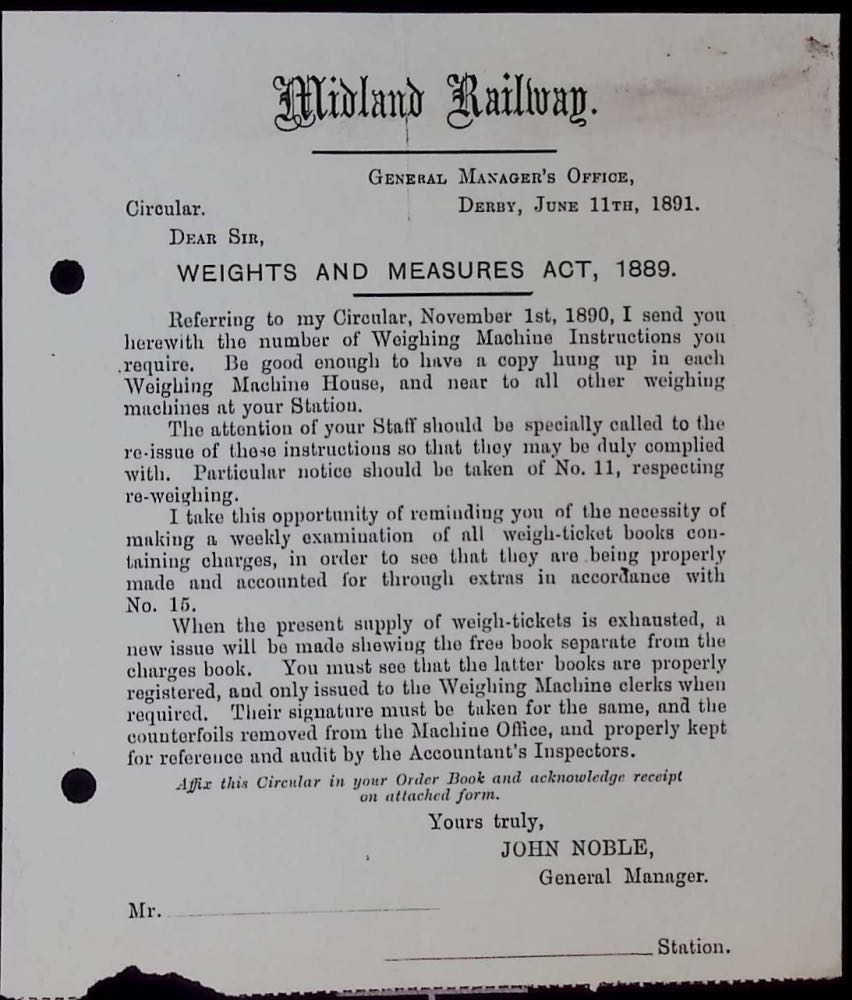 Midland Railway.
GENERAL MANAGER'S OFFICE,
Circular. DERBY, JUNE 11TH, 1891.
DEAR SIR,
WEIGHTS AND MEASURES ACT, 1889.
Referring to my Circular, November 1st, 1890, I send you
herewith the number of Weighing Machine Instructions you
require. Be good enough to have a copy hung up in each
Weighing Machine House, and near to all other weighing
machines at your Station.
The attention of your Staff should be specially called to the
re-issue of these instructions so that they may be duly complied
with. Particular notice should be taken of No. 11, respecting
re-weighing.
I take this opportunity of reminding you of the necessity of
making a weekly examination of all weigh-ticket books con-
taining charges, in order to see that they are being properly
made and accounted for through extras in accordance with
No. 15.
When the present supply of weigh-tickets is exhausted, a
new issue will be made shewing the free book separate from the
charges book. You must see that the latter books are properly
registered, and only issued to the Weighing Machine clerks when
required. Their signature must be taken for the same, and the
counterfoils removed from the Machine Office, and properly kept
for reference and audit by the Accountant's Inspectors.
Affix this Circular in your Order Book and acknowledge receipt
on attached form.
Yours truly,
JOHN NOBLE,
General Manager.
Mr.
Station.